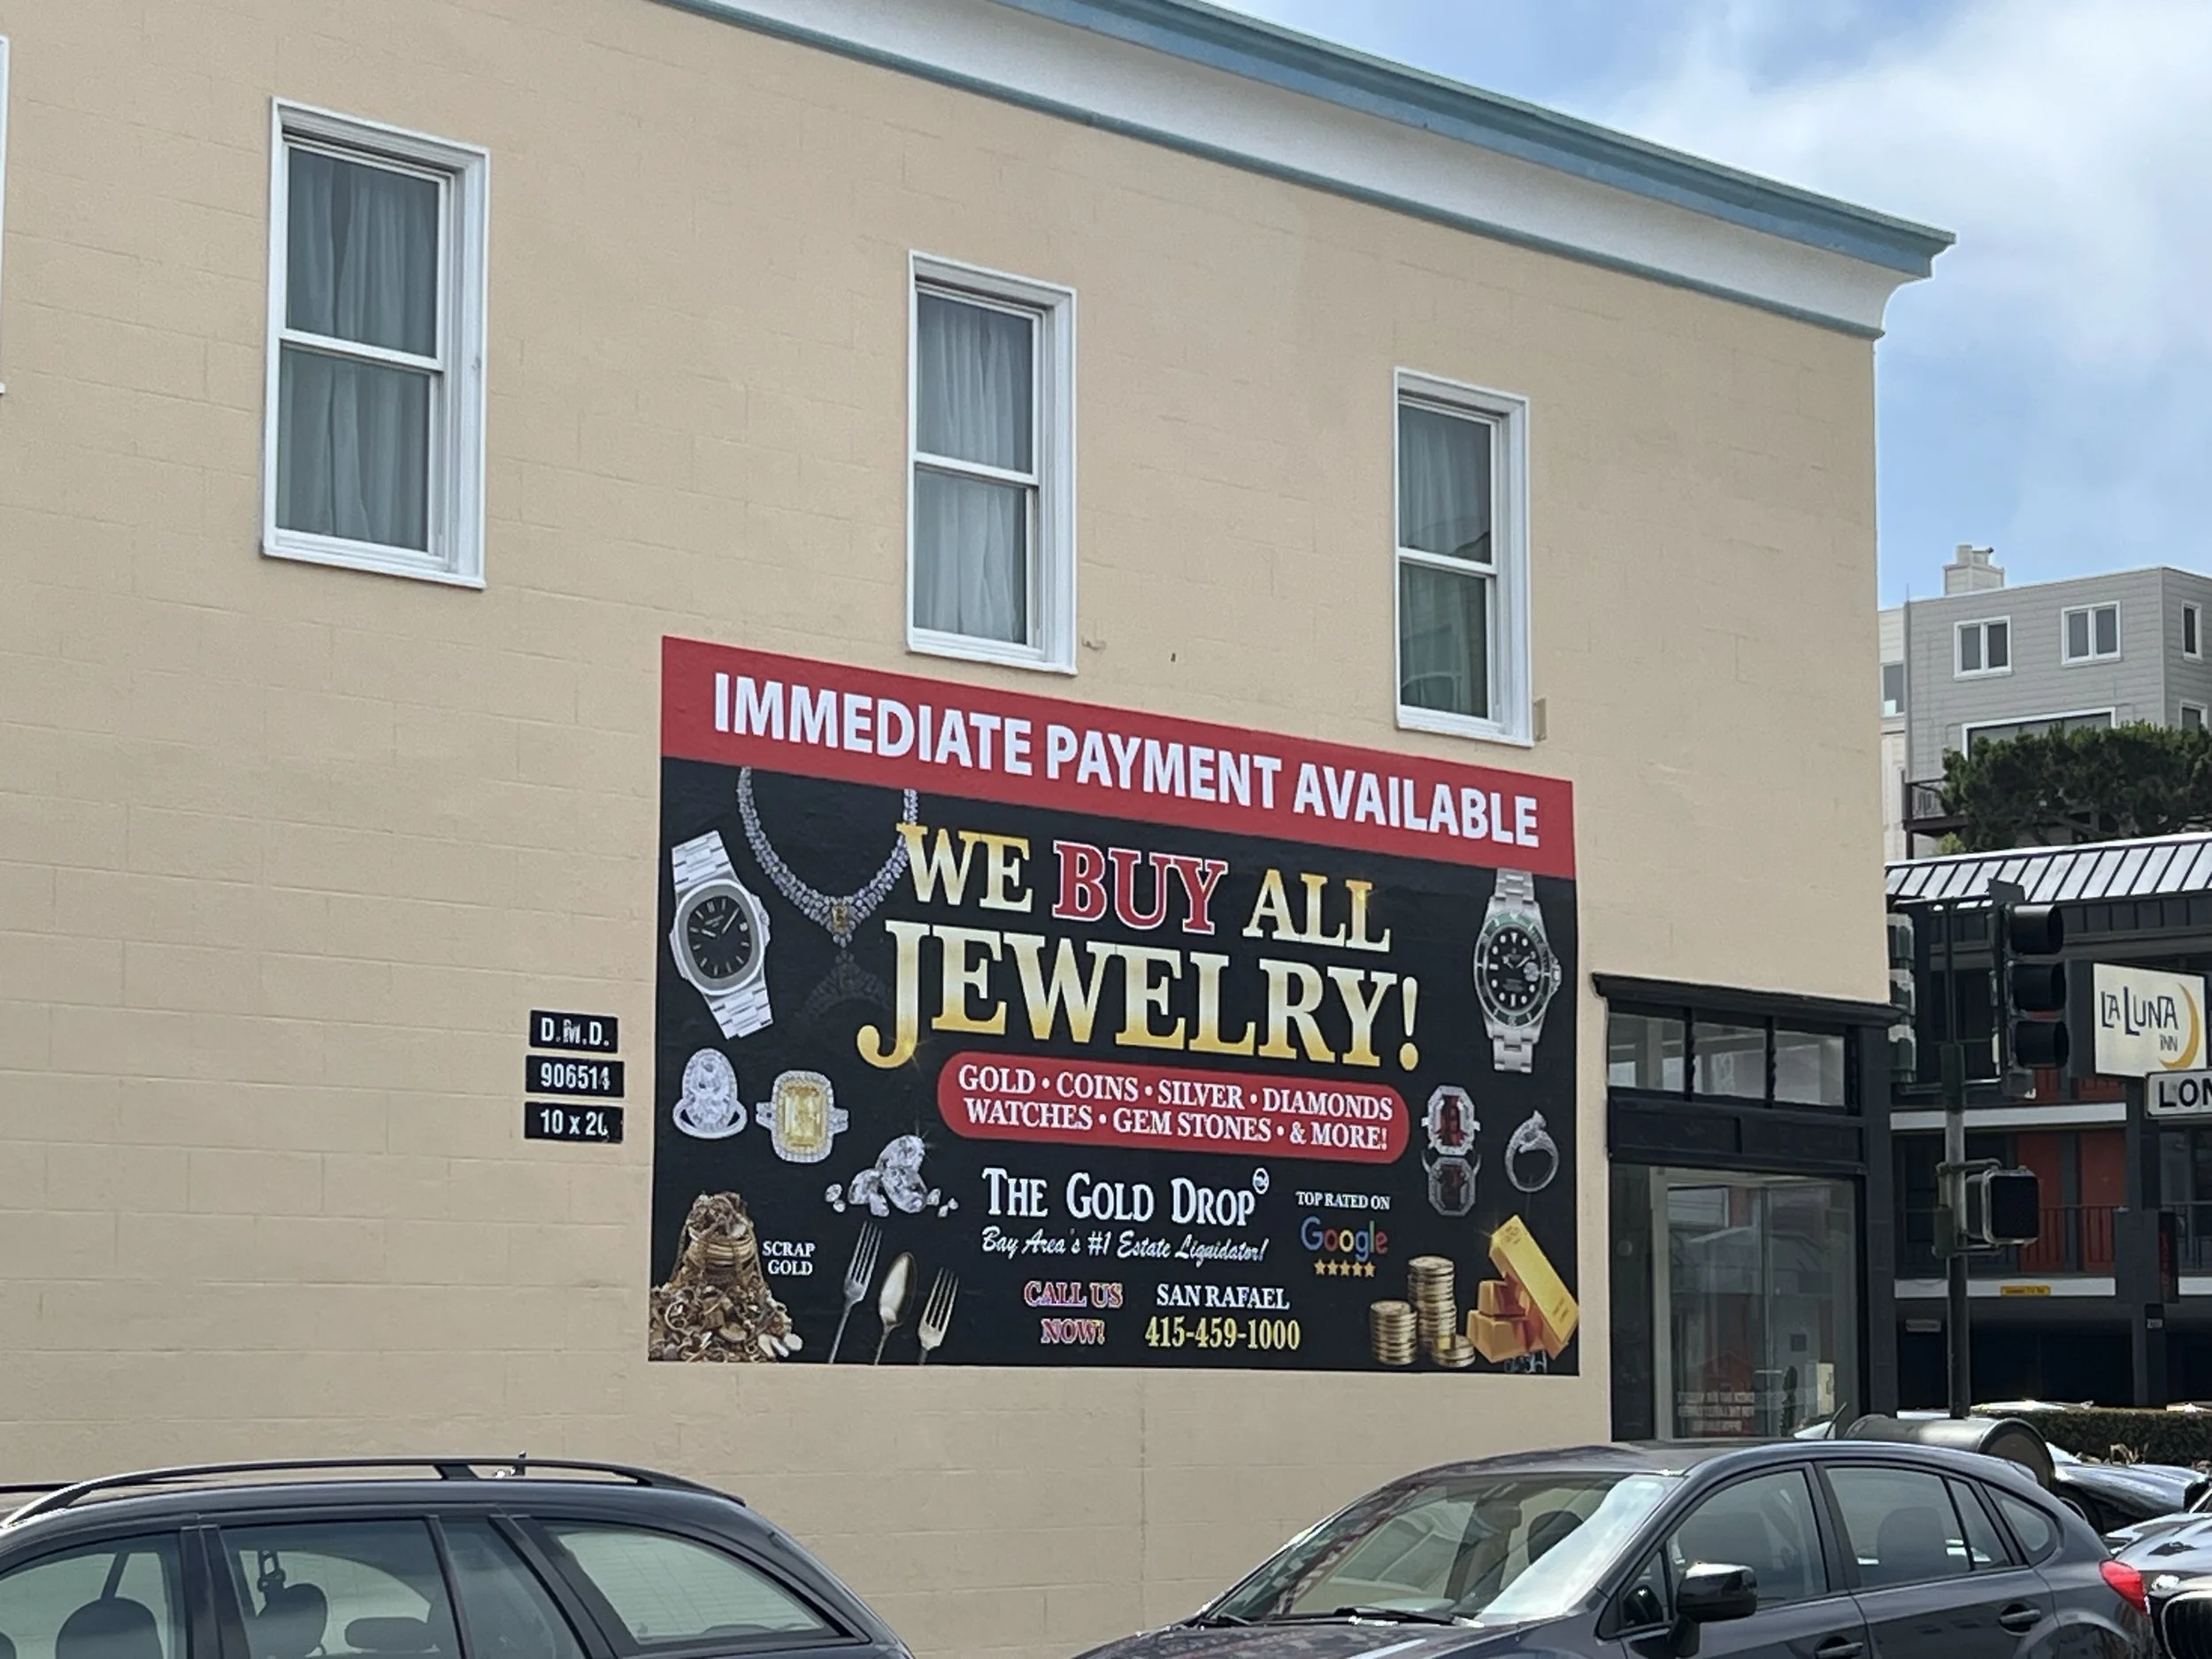 IMMEDIATE PAYMENT AVAILABLE
WE BUY ALL
JEWELRY!
GOLD • COINS • SILVER • DIAMONDS
WATCHES • GEM STONES • & MORE!
THE GOLD DROP
Bay Area's #1 Estate Liquidator!
TOP RATED ON
Google
SCRAP
GOLD
CALL US
NOW!
SAN RAFAEL
415-459-1000
D.M.D.
906514
10 x 20
LA LUNA
INN
LON